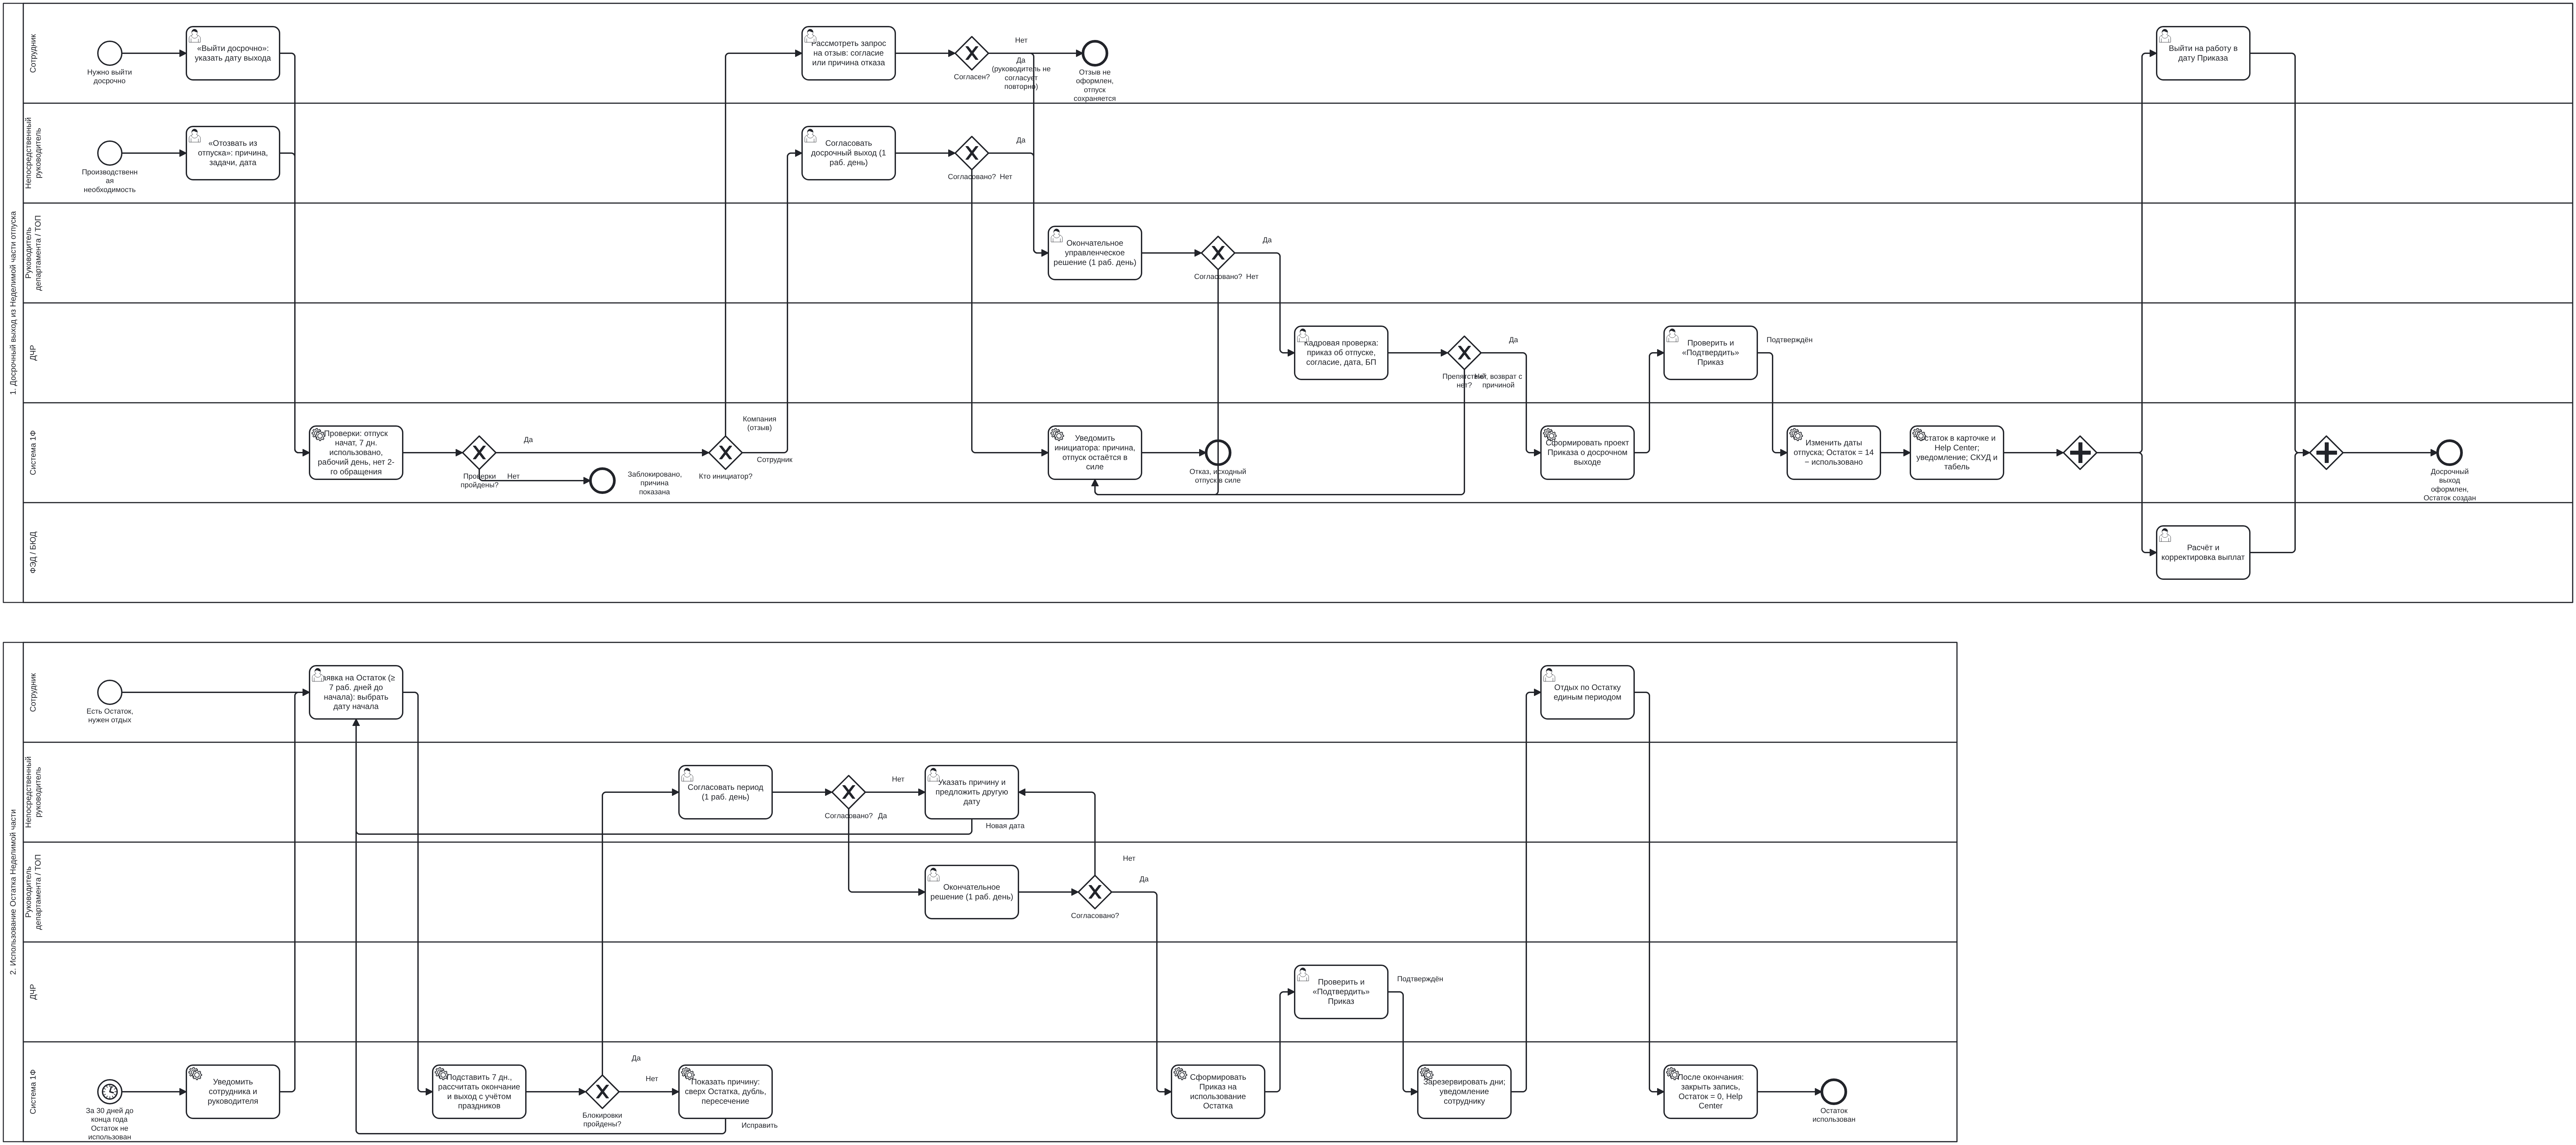 1. Досрочный выход из Неделимой части отпуска
Сотрудник
Нужно выйти
досрочно
«Выйти досрочно»:
указать дату выхода
Рассмотреть запрос
на отзыв: согласие
или причина отказа
Согласен?
Нет
Да
(руководитель не
согласует
повторно)
Отзыв не
оформлен,
отпуск
сохраняется
Выйти на работу в
дату Приказа
Непосредственный
руководитель
Производственн
ая
необходимость
«Отозвать из
отпуска»: причина,
задачи, дата
Согласовать
досрочный выход (1
раб. день)
Согласовано?
Нет
Да
Руководитель
департамента / ТОП
Окончательное
управленческое
решение (1 раб. день)
Согласовано?
Нет
Да
ДЧР
Кадровая проверка:
приказ об отпуске,
согласие, дата, БП
Препятствий
нет?
Да
Нет, возврат с
причиной
Проверить и
«Подтвердить»
Приказ
Подтверждён
Система 1Ф
Проверки: отпуск
начат, 7 дн.
использовано,
рабочий день, нет 2-
го обращения
Проверки
пройдены?
Да
Нет
Заблокировано,
причина
показана
Кто инициатор?
Компания
(отзыв)
Сотрудник
Уведомить
инициатора: причина,
отпуск остаётся в
силе
Отказ, исходный
отпуск в силе
Сформировать проект
Приказа о досрочном
выходе
Изменить даты
отпуска; Остаток = 14
− использовано
Остаток в карточке и
Help Center;
уведомление; СКУД и
табель
Досрочный
выход
оформлен,
Остаток создан
ФЭД / БЮД
Расчёт и
корректировка выплат
2. Использование Остатка Неделимой части
Сотрудник
Есть Остаток,
нужен отдых
Заявка на Остаток (≥
7 раб. дней до
начала): выбрать
дату начала
Отдых по Остатку
единым периодом
Непосредственный
руководитель
Согласовать период
(1 раб. день)
Согласовано?
Да
Нет
Указать причину и
предложить другую
дату
Новая дата
Руководитель
департамента / ТОП
Окончательное
решение (1 раб. день)
Согласовано?
Нет
Да
ДЧР
Проверить и
«Подтвердить»
Приказ
Подтверждён
Система 1Ф
За 30 дней до
конца года
Остаток не
использован
Уведомить
сотрудника и
руководителя
Подставить 7 дн.,
рассчитать окончание
и выход с учётом
праздников
Блокировки
пройдены?
Да
Нет
Показать причину:
сверх Остатка, дубль,
пересечение
Исправить
Сформировать
Приказ на
использование
Остатка
Зарезервировать дни;
уведомление
сотруднику
После окончания:
закрыть запись,
Остаток = 0, Help
Center
Остаток
использован